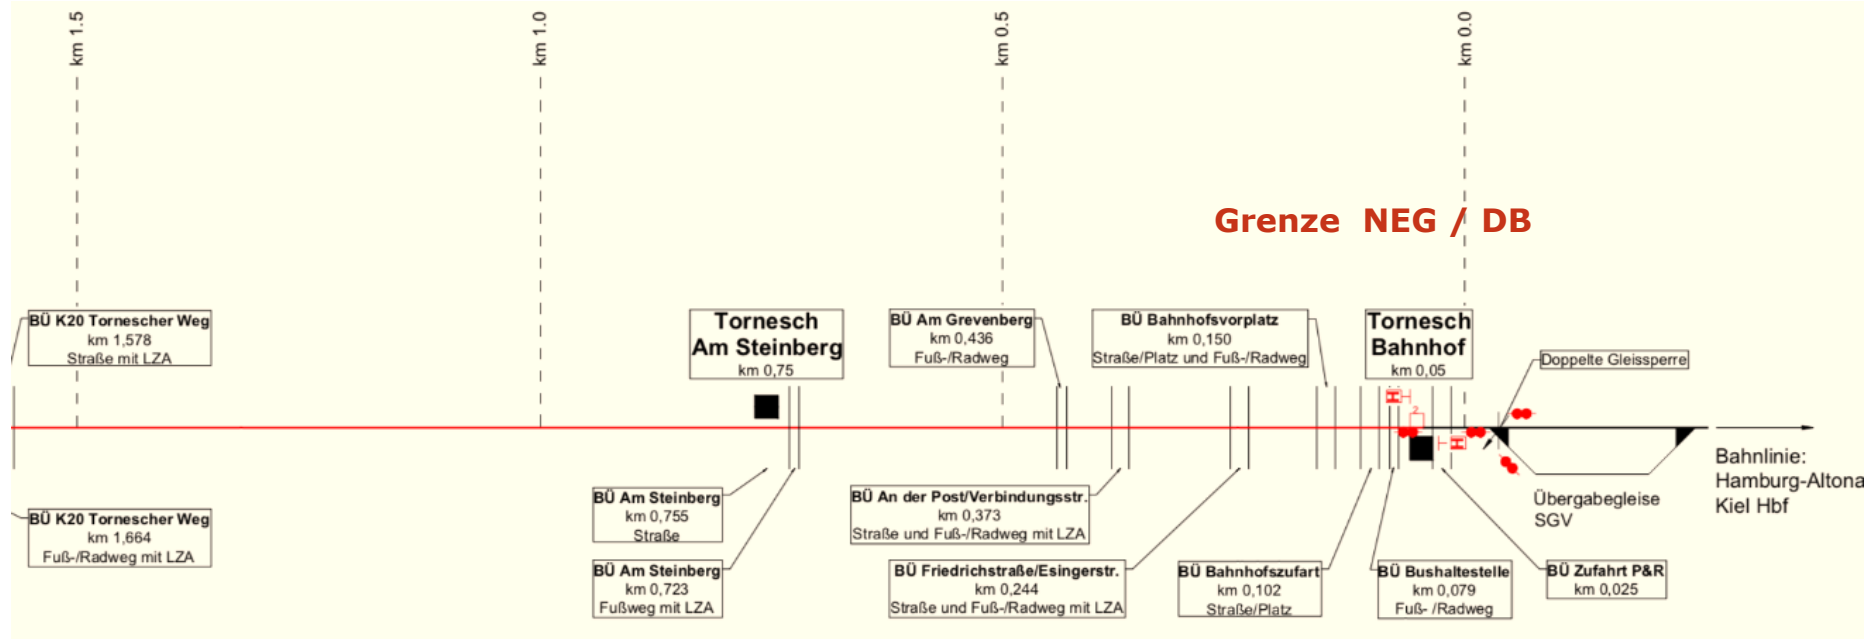 km 1.5
km 1.0
km 0.5
km 0.0
Grenze NEG / DB
BÜ K20 Tornescher Weg
km 1,578
Straße mit LZA
Tornesch
Am Steinberg
km 0,75
BÜ Am Grevenberg
km 0,436
Fuß-/Radweg
BÜ Bahnhofsvorplatz
km 0,150
Straße/Platz und Fuß-/Radweg
Tornesch
Bahnhof
km 0,05
Doppelte Gleissperre
H
2
H
Bahnlinie:
Hamburg-Altona
Kiel Hbf
Übergabegleise
SGV
BÜ K20 Tornescher Weg
km 1,664
Fuß-/Radweg mit LZA
BÜ Am Steinberg
km 0,755
Straße
BÜ An der Post/Verbindungsstr.
km 0,373
Straße und Fuß-/Radweg mit LZA
BÜ Am Steinberg
km 0,723
Fußweg mit LZA
BÜ Friedrichstraße/Esingerstr.
km 0,244
Straße und Fuß-/Radweg mit LZA
BÜ Bahnhofszufart
km 0,102
Straße/Platz
BÜ Bushaltestelle
km 0,079
Fuß- /Radweg
BÜ Zufahrt P&R
km 0,025